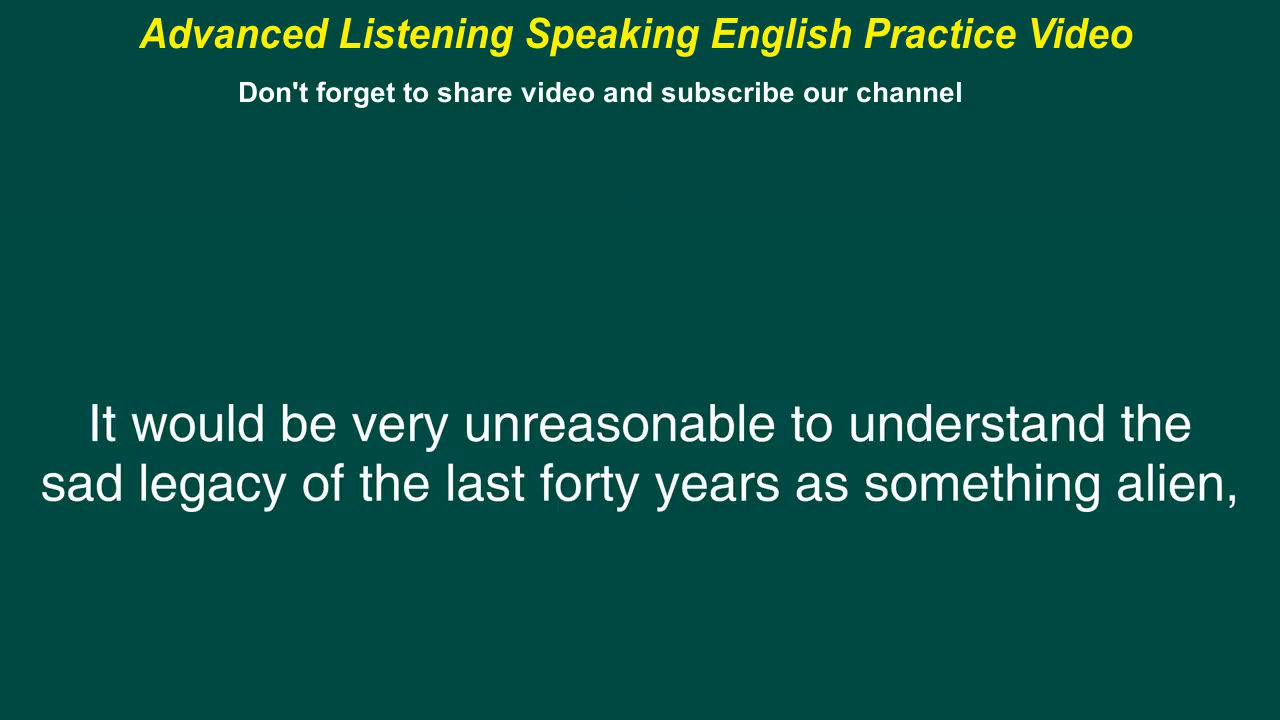 Advanced Listening Speaking English Practice Video
Don't forget to share video and subscribe our channel
It would be very unreasonable to understand the
sad legacy of the last forty years as something alien,